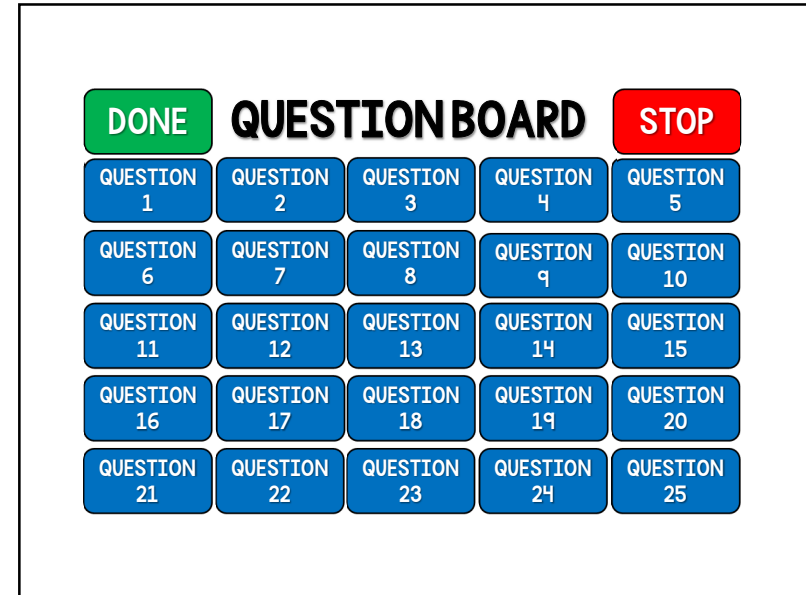 DONE QUESTION BOARD STOP
QUESTION QUESTION QUESTION QUESTION QUESTION
1 2 3 4 5
QUESTION QUESTION QUESTION QUESTION QUESTION
6 7 8 9 10
QUESTION QUESTION QUESTION QUESTION QUESTION
11 12 13 14 15
QUESTION QUESTION QUESTION QUESTION QUESTION
16 17 18 19 20
QUESTION QUESTION QUESTION QUESTION QUESTION
21 22 23 24 25